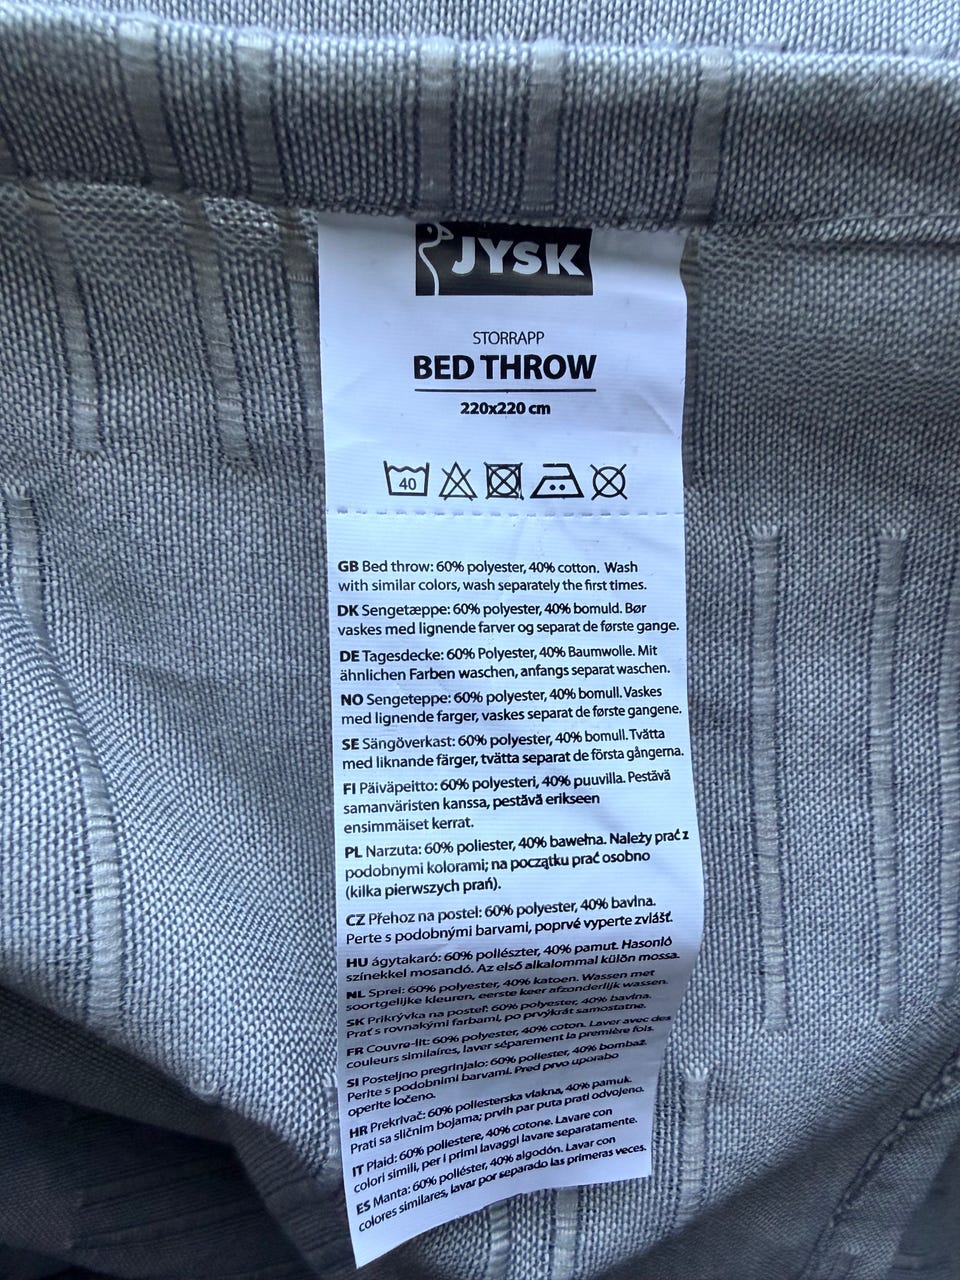 JYSK
STORRAPP
BED THROW
220x220 cm
40
GB Bed throw: 60% polyester, 40% cotton. Wash
with similar colors, wash separately the first times.
DK Sengetæppe: 60% polyester, 40% bomuld. Bør
vaskes med lignende farver og separat de første gange.
DE Tagesdecke: 60% Polyester, 40% Baumwolle. Mit
ähnlichen Farben waschen, anfangs separat waschen.
NO Sengeteppe: 60% polyester, 40% bomull. Vaskes
med lignende farger, vaskes separat de første gangene.
SE Sängöverkast: 60% polyester, 40% bomull. Tvätta
med liknande färger, tvätta separat de första gångerna.
FI Päiväpeitto: 60% polyesteri, 40% puuvilla. Pestävä
samanväristen kanssa, pestävä erikseen
ensimmäiset kerrat.
PL Narzuta: 60% poliester, 40% bawełna. Należy prać z
podobnymi kolorami; na początku prać osobno
(kilka pierwszych prań).
CZ Přehoz na postel: 60% polyester, 40% bavlna.
Perte s podobnými barvami, poprvé vyperte zvlášť.
HU ágytakaró: 60% poliészter, 40% pamut. Hasonló
színekkel mosandó. Az első alkalommal külön mossa.
NL Sprei: 60% polyester, 40% katoen. Wassen met
soortgelijke kleuren, eerste keer afzonderlijk wassen.
SK Prikrývka na posteľ: 60% polyester, 40% bavlna.
Prať s rovnakými farbami, po prvýkrát samostatne.
FR Couvre-lit: 60% polyester, 40% coton. Laver avec des
couleurs similaires, laver séparement la première fois.
SI Posteljno pregrinjalo: 60% poliester, 40% bombaž.
Perite s podobnimi barvami. Pred prvo uporabo
operite ločeno.
HR Prekrivač: 60% poliesterska vlakna, 40% pamuk.
Prati sa sličnim bojama; prvih par puta prati odvojeno.
IT Plaid: 60% poliestere, 40% cotone. Lavare con
colori simili, per i primi lavaggi lavare separatamente.
ES Manta: 60% poliéster, 40% algodón. Lavar con
colores similares, lavar por separado las primeras veces.